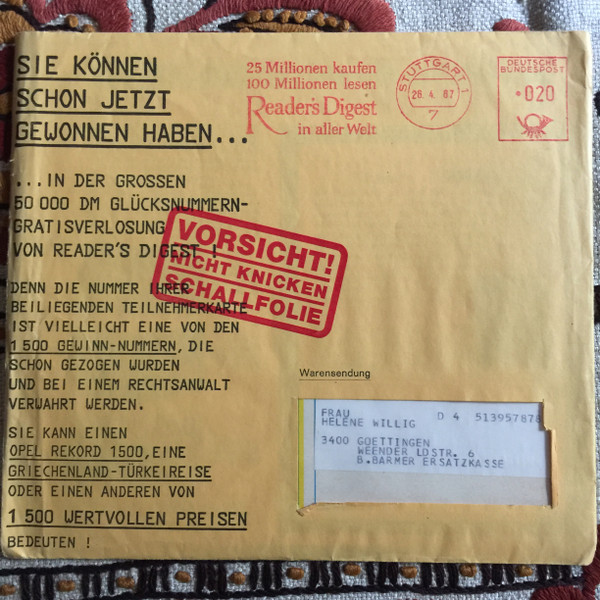 SIE KÖNNEN
SCHON JETZT
GEWONNEN HABEN...
...IN DER GROSSEN
50 000 DM GLÜCKSNUMMERN-
GRATISVERLOSUNG
VON READER'S DIGEST !
DENN DIE NUMMER IHRER
BEILIEGENDEN TEILNEHMERKARTE
IST VIELLEICHT EINE VON DEN
1 500 GEWINN-NUMMERN, DIE
SCHON GEZOGEN WURDEN
UND BEI EINEM RECHTSANWALT
VERWAHRT WERDEN.
SIE KANN EINEN
OPEL REKORD 1500, EINE
GRIECHENLAND-TÜRKEIREISE
ODER EINEN ANDEREN VON
1 500 WERTVOLLEN PREISEN
BEDEUTEN !
25 Millionen kaufen
100 Millionen lesen
Reader's Digest
in aller Welt
STUTTGART 1
28. 4. 67
7
DEUTSCHE
BUNDESPOST
*020
VORSICHT!
NICHT KNICKEN
SCHALLFOLIE
Warensendung
FRAU D 4 513957878
HELENE WILLIG
3400 GOETTINGEN
WEENDER LDSTR. 6
B.BARMER ERSATZKASSE